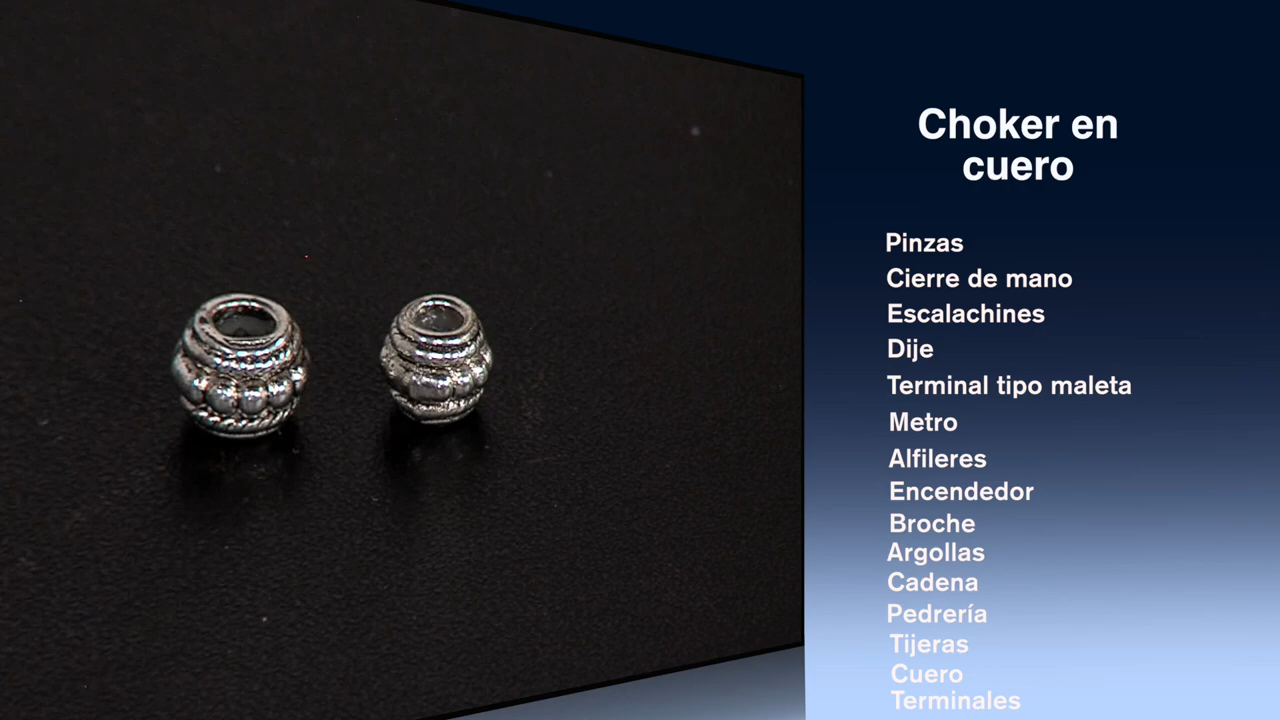 Choker en
cuero
Pinzas
Cierre de mano
Escalachines
Dije
Terminal tipo maleta
Metro
Alfileres
Encendedor
Broche
Argollas
Cadena
Pedrería
Tijeras
Cuero
Terminales